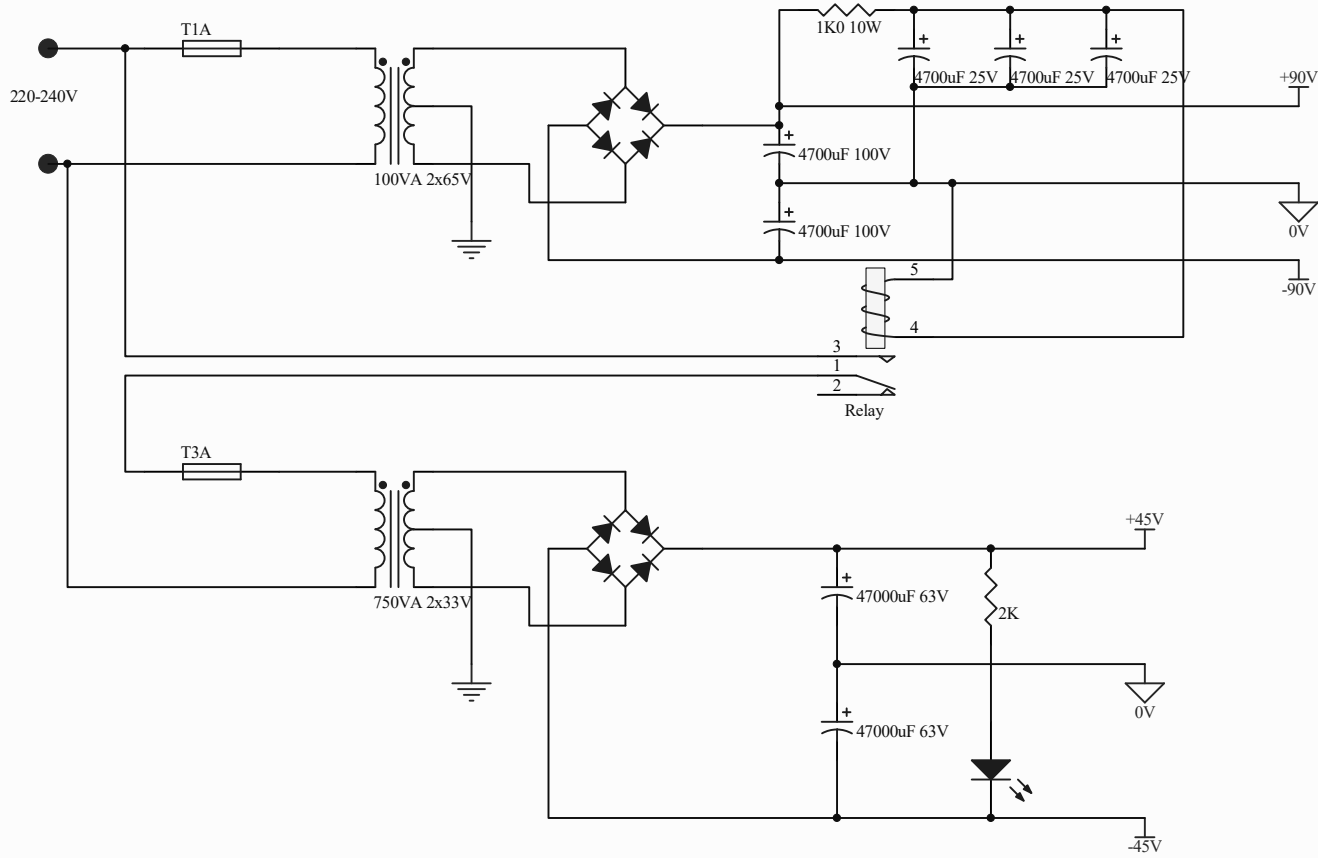 T1A
1K0 10W
4700uF 25V
4700uF 25V
4700uF 25V
+90V
220-240V
4700uF 100V
100VA 2x65V
4700uF 100V
0V
5
-90V
4
3
1
2
Relay
T3A
+45V
750VA 2x33V
47000uF 63V
2K
0V
47000uF 63V
-45V